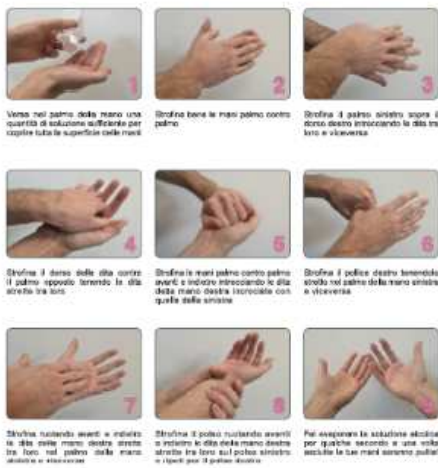 1
2
3
Versa nel palmo della mano una
quantità di soluzione sufficiente per
coprire tutta la superficie delle mani
Strofina bene le mani palmo contro
palmo
Strofina il palmo sinistro sopra il
dorso destro intrecciando le dita tra
loro e viceversa
4
5
6
Strofina il dorso delle dita contro
il palmo opposto tenendo le dita
strette tra loro
Strofina le mani palmo contro palmo
avanti e indietro intrecciando le dita
della mano destra incrociate con
quelle della sinistra
Strofina il pollice destro tenendolo
stretto nel palmo della mano sinistra
e viceversa
7
8
9
Strofina ruotando avanti e indietro
le dita della mano destra strette
tra loro nel palmo della mano
sinistra e viceversa
Strofina il polso ruotando avanti
e indietro le dita della mano destra
strette tra loro sul polso sinistro
e ripeti per il polso destro
Fai evaporare la soluzione alcolica
per qualche secondo e una volta
asciutte le tue mani saranno pulite